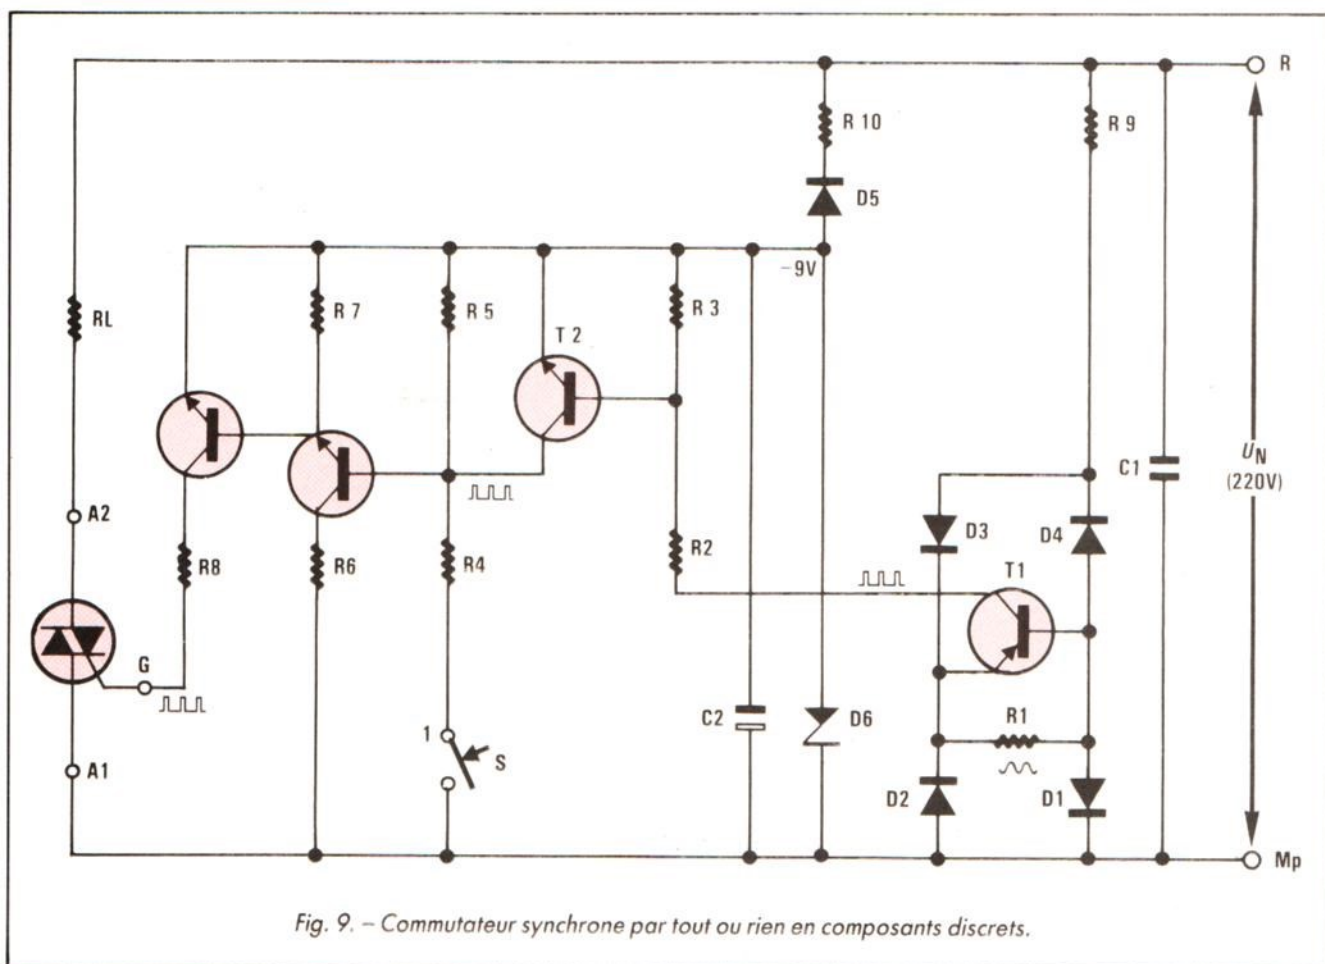 R
R 10
R 9
D5
-9V
R 7
R 5
R 3
RL
T 2
C1
UN
(220V)
A2
D3
D4
R8
R6
R4
R2
T1
G
1
S
C2
D6
R1
A1
D2
D1
Mp
Fig. 9. – Commutateur synchrone par tout ou rien en composants discrets.